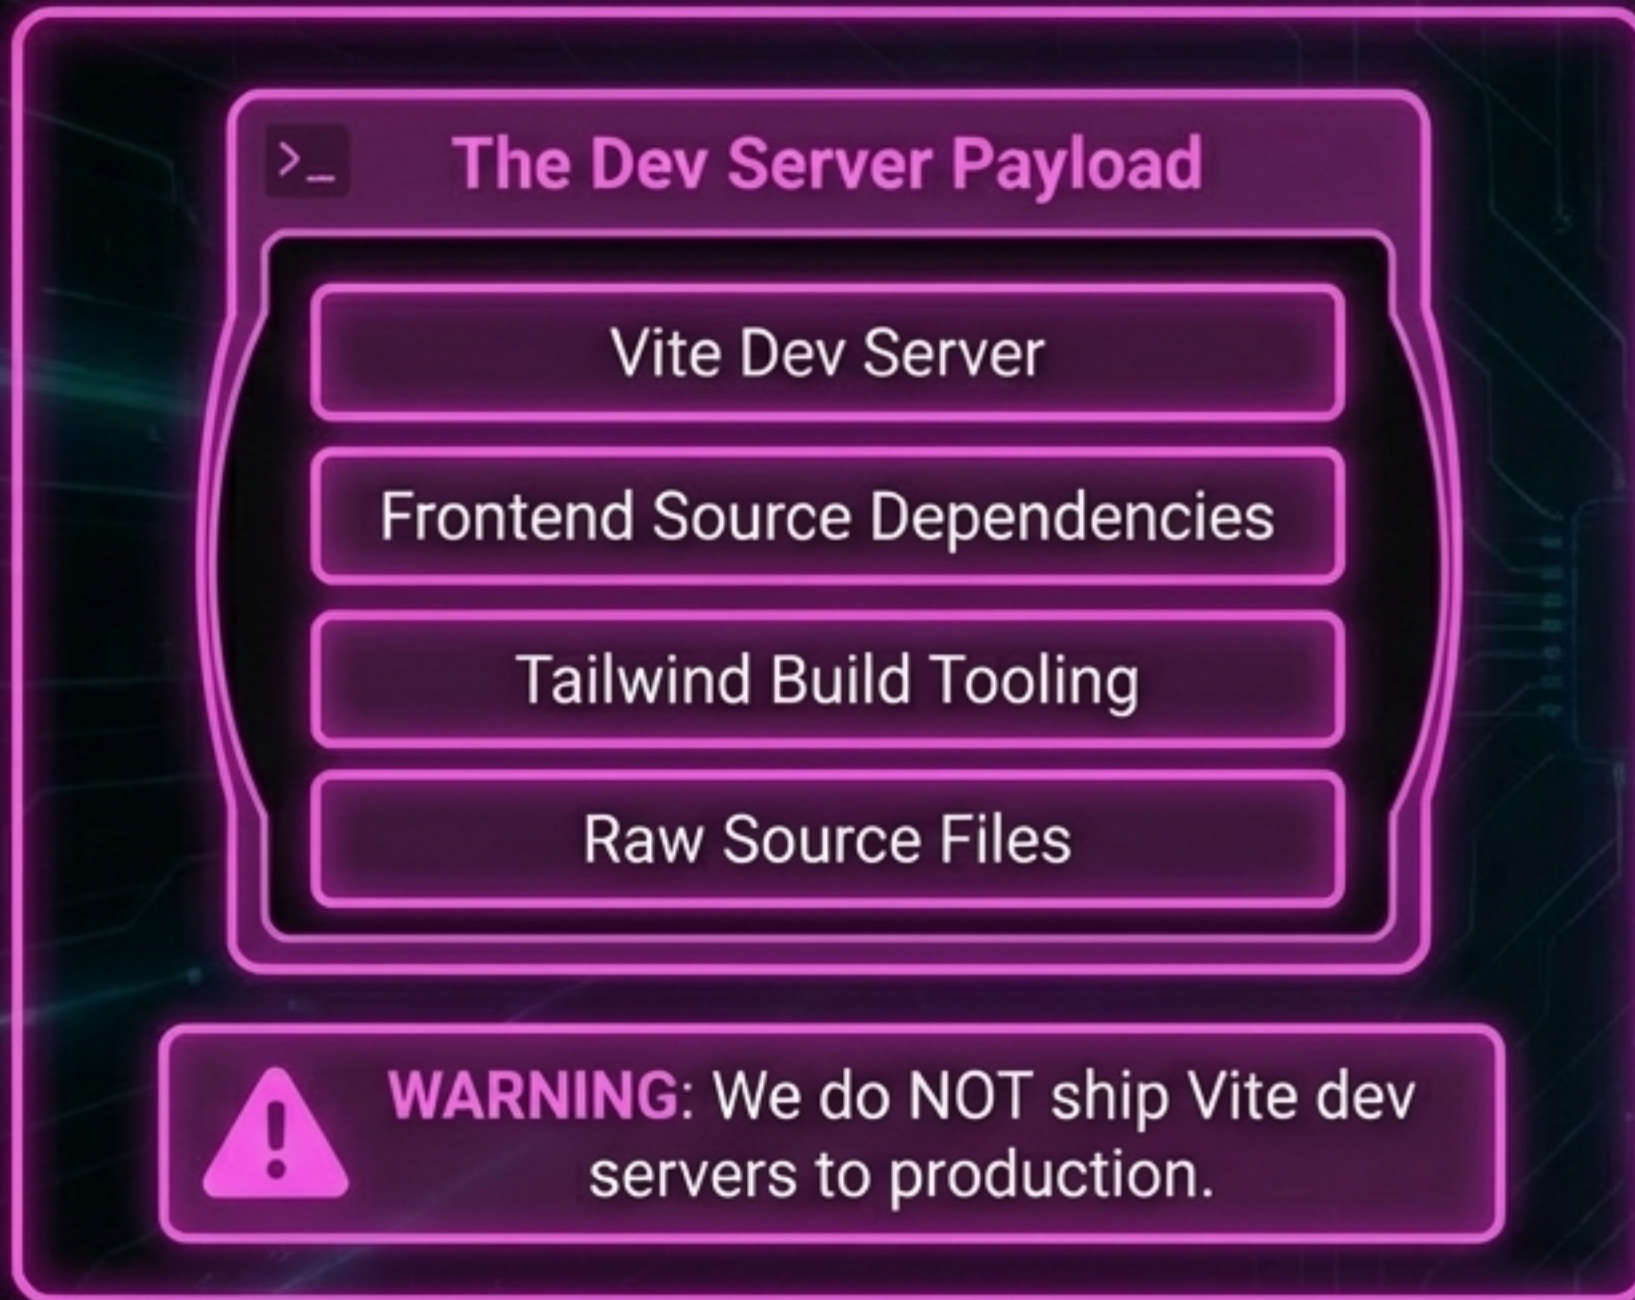 >_
The Dev Server Payload
Vite Dev Server
Frontend Source Dependencies
Tailwind Build Tooling
Raw Source Files
WARNING: We do NOT ship Vite dev
servers to production.